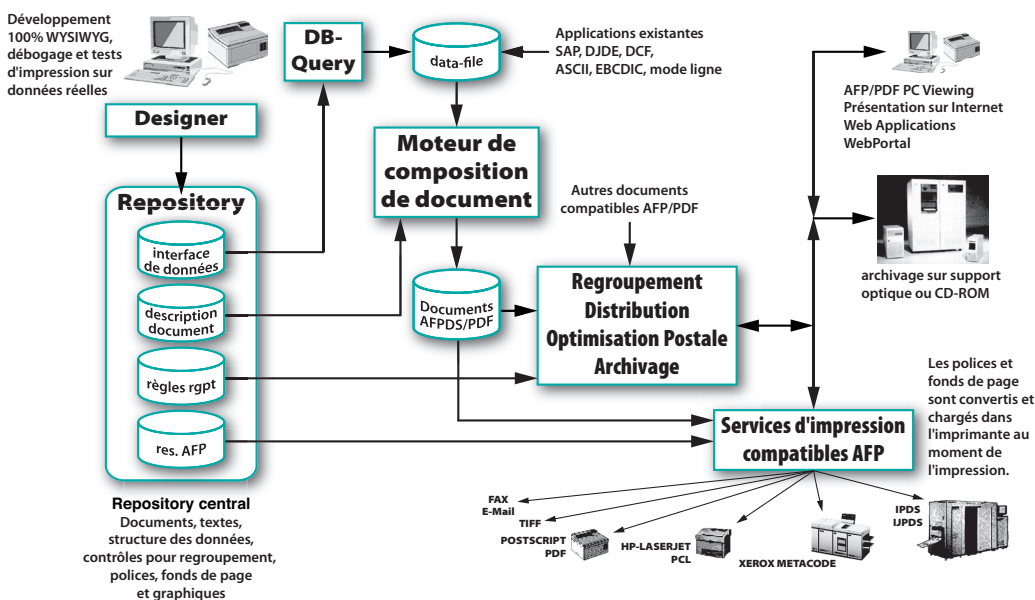 Développement
100% WYSIWYG,
débogage et tests
d'impression sur
données réelles
DB-
Query
data-file
Applications existantes
SAP, DJDE, DCF,
ASCII, EBCDIC, mode ligne
AFP/PDF PC Viewing
Présentation sur Internet
Web Applications
WebPortal
Designer
Moteur de
composition
de document
Repository
interface
de données
description
document
règles rgpt
res. AFP
Autres documents
compatibles AFP/PDF
Documents
AFPDS/PDF
Regroupement
Distribution
Optimisation Postale
Archivage
archivage sur support
optique ou CD-ROM
Les polices et
fonds de page
sont convertis et
chargés dans
l'imprimante au
moment de
l'impression.
Services d'impression
compatibles AFP
Repository central
Documents, textes,
structure des données,
contrôles pour regroupement,
polices, fonds de page
et graphiques
FAX
E-Mail
TIFF
POSTSCRIPT
PDF
HP-LASERJET
PCL
XEROX METACODE
IPDS
IJPDS